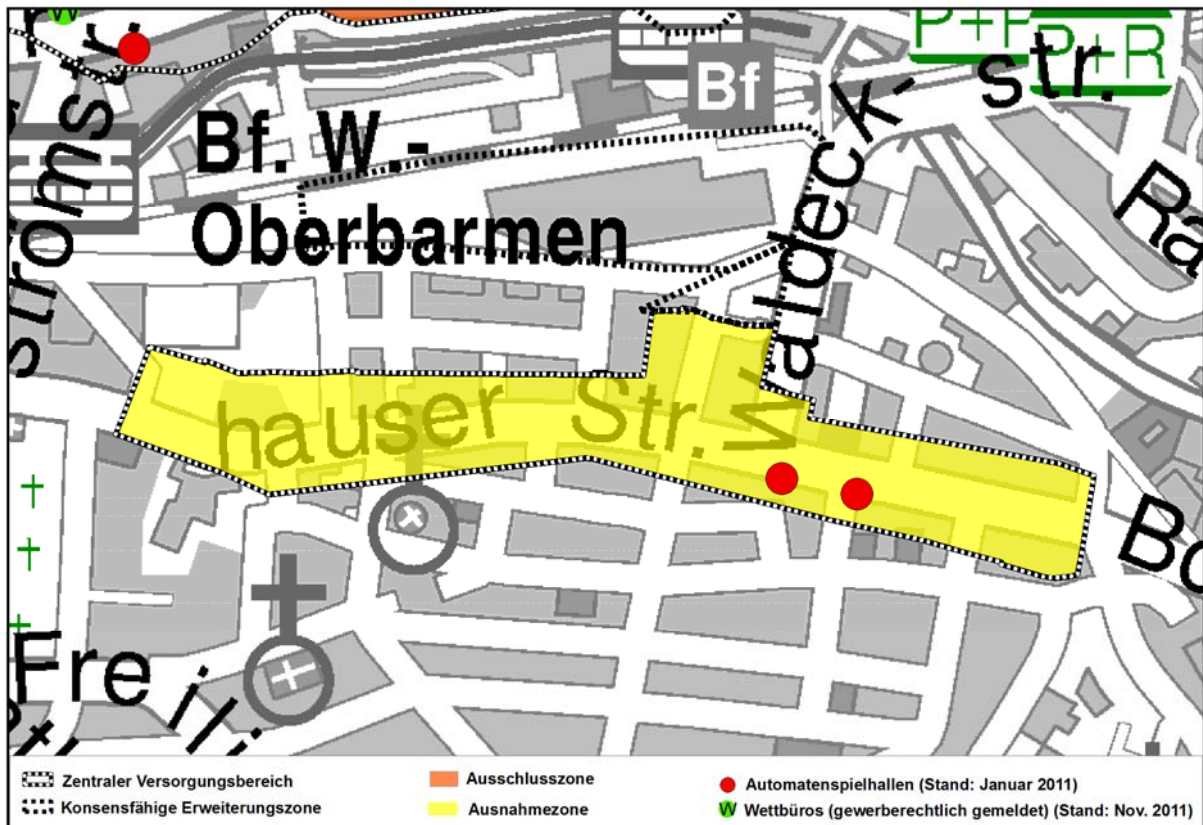 W
P+R
P+R
str.
Bf
stromstr.
Bf. W.-
Oberbarmen
Waldeck-
hauser Str.
Zentraler Versorgungsbereich
Ausschlusszone
Automatenspielhallen (Stand: Januar 2011)
Konsensfähige Erweiterungszone
Ausnahmezone
W Wettbüros (gewerberechtlich gemeldet) (Stand: Nov. 2011)